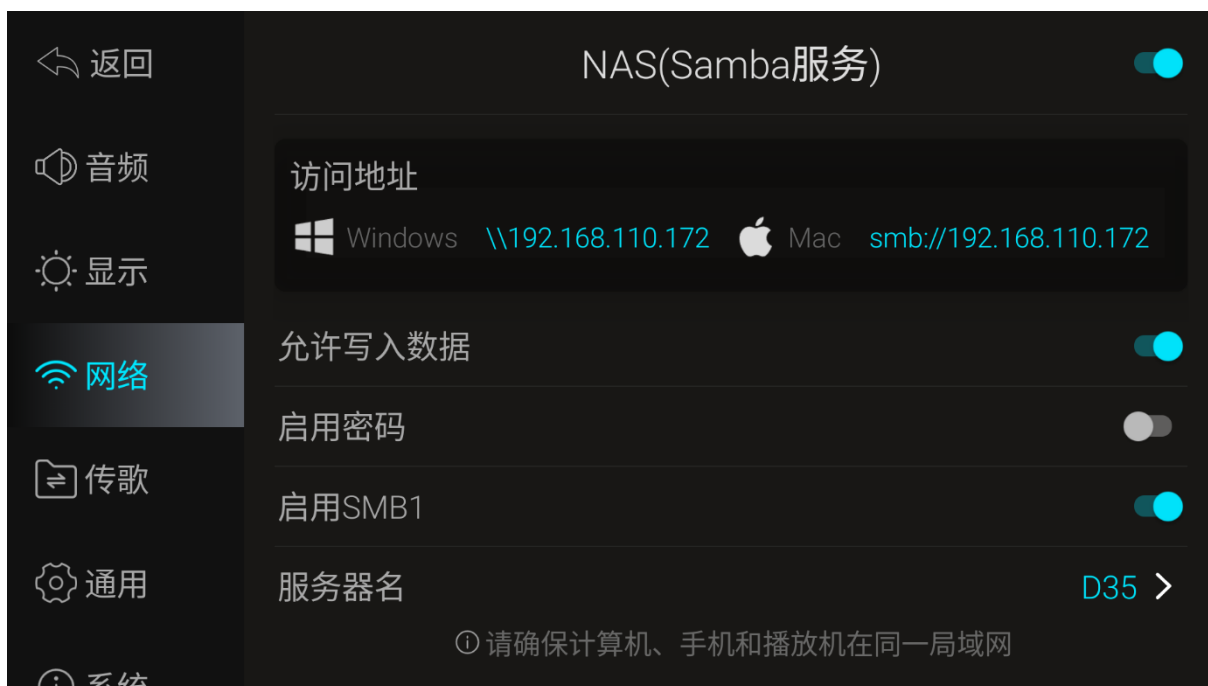 返回
NAS(Samba服务)
音频
访问地址
Windows \\192.168.110.172 Mac smb://192.168.110.172
显示
允许写入数据
网络
启用密码
传歌
启用SMB1
通用
服务器名 D35
请确保计算机、手机和播放机在同一局域网
系统